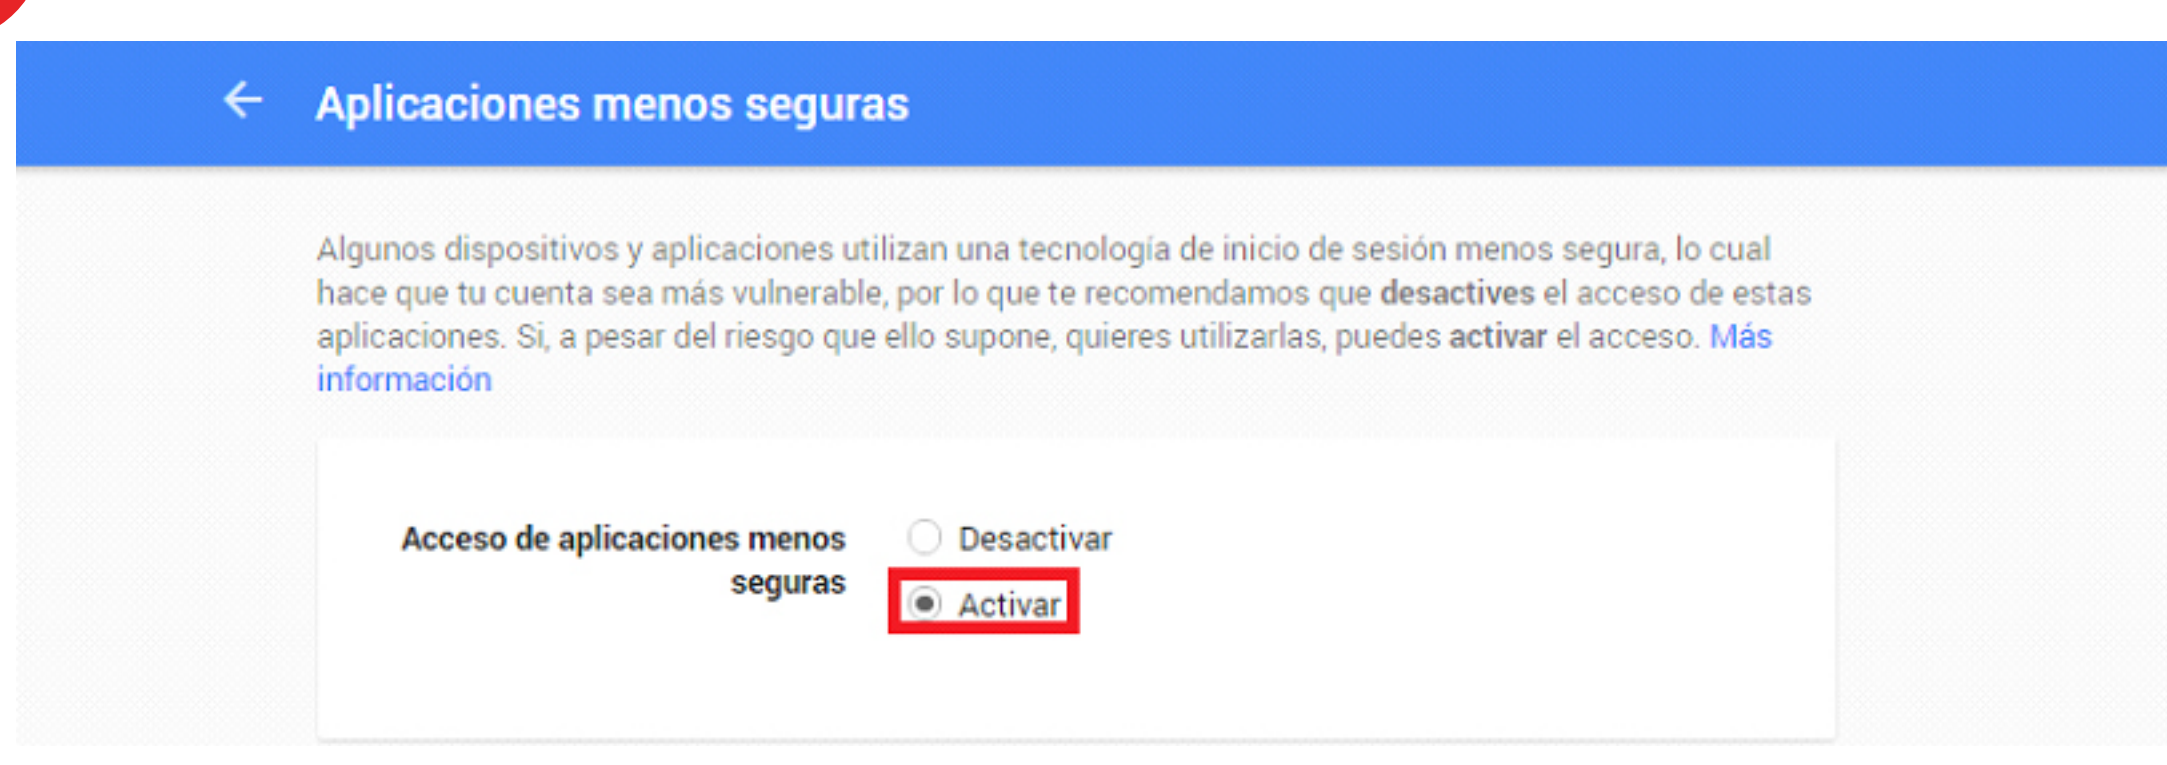 Aplicaciones menos seguras
Algunos dispositivos y aplicaciones utilizan una tecnología de inicio de sesión menos segura, lo cual
hace que tu cuenta sea más vulnerable, por lo que te recomendamos que desactives el acceso de estas
aplicaciones. Si, a pesar del riesgo que ello supone, quieres utilizarlas, puedes activar el acceso. Más
información
Acceso de aplicaciones menos
seguras
Desactivar
Activar